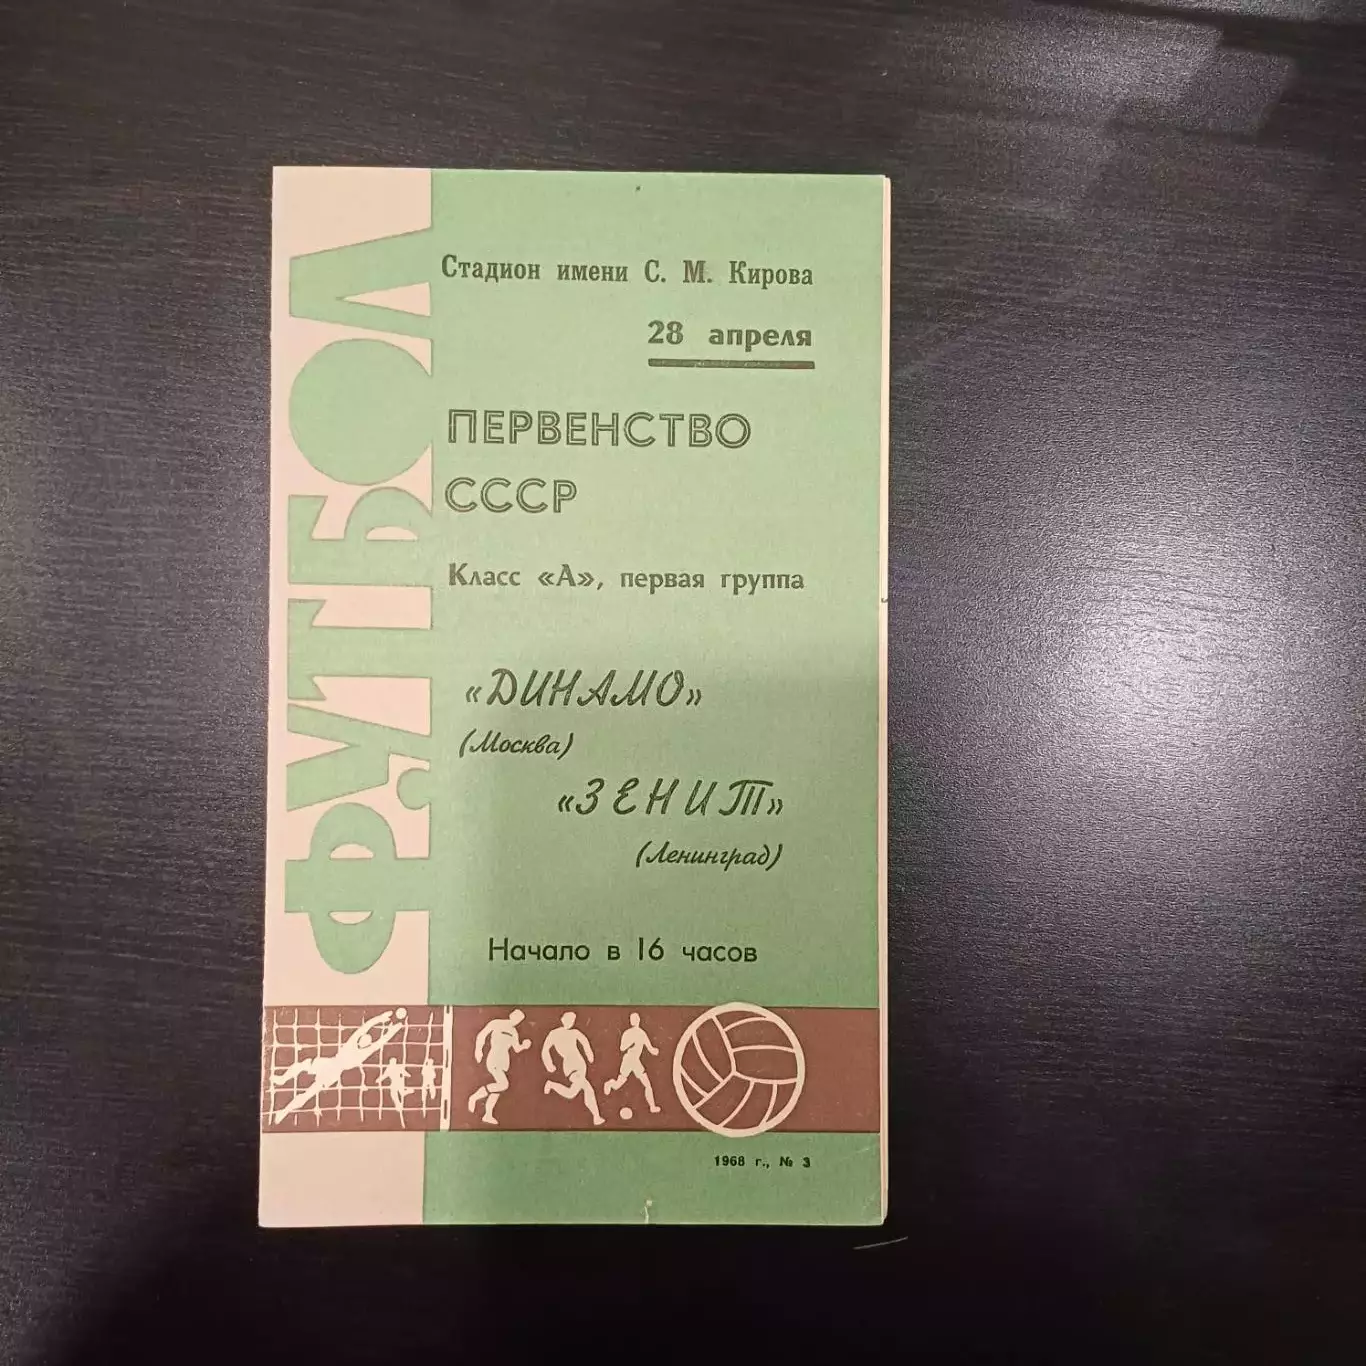 ФУТБОЛ
Стадион имени С. М. Кирова
28 апреля
ПЕРВЕНСТВО
СССР
Класс «А», первая группа
«ДИНАМО»
(Москва)
«ЗЕНИТ»
(Ленинград)
Начало в 16 часов
1968 г., № 3